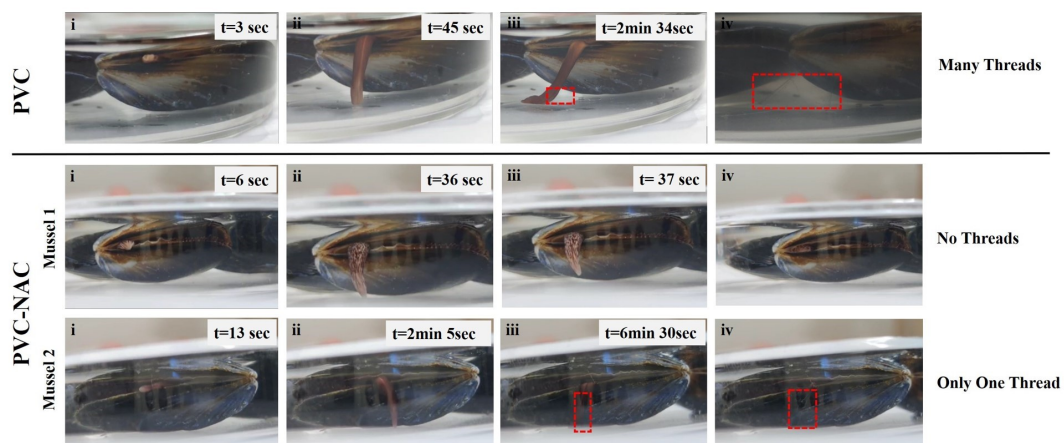 PVC
i
t=3 sec
ii
t=45 sec
iii
t=2min 34sec
iv
Many Threads
PVC-NAC
Mussel 1
i
t=6 sec
ii
t=36 sec
iii
t= 37 sec
iv
No Threads
Mussel 2
i
t=13 sec
ii
t=2min 5sec
iii
t=6min 30sec
iv
Only One Thread